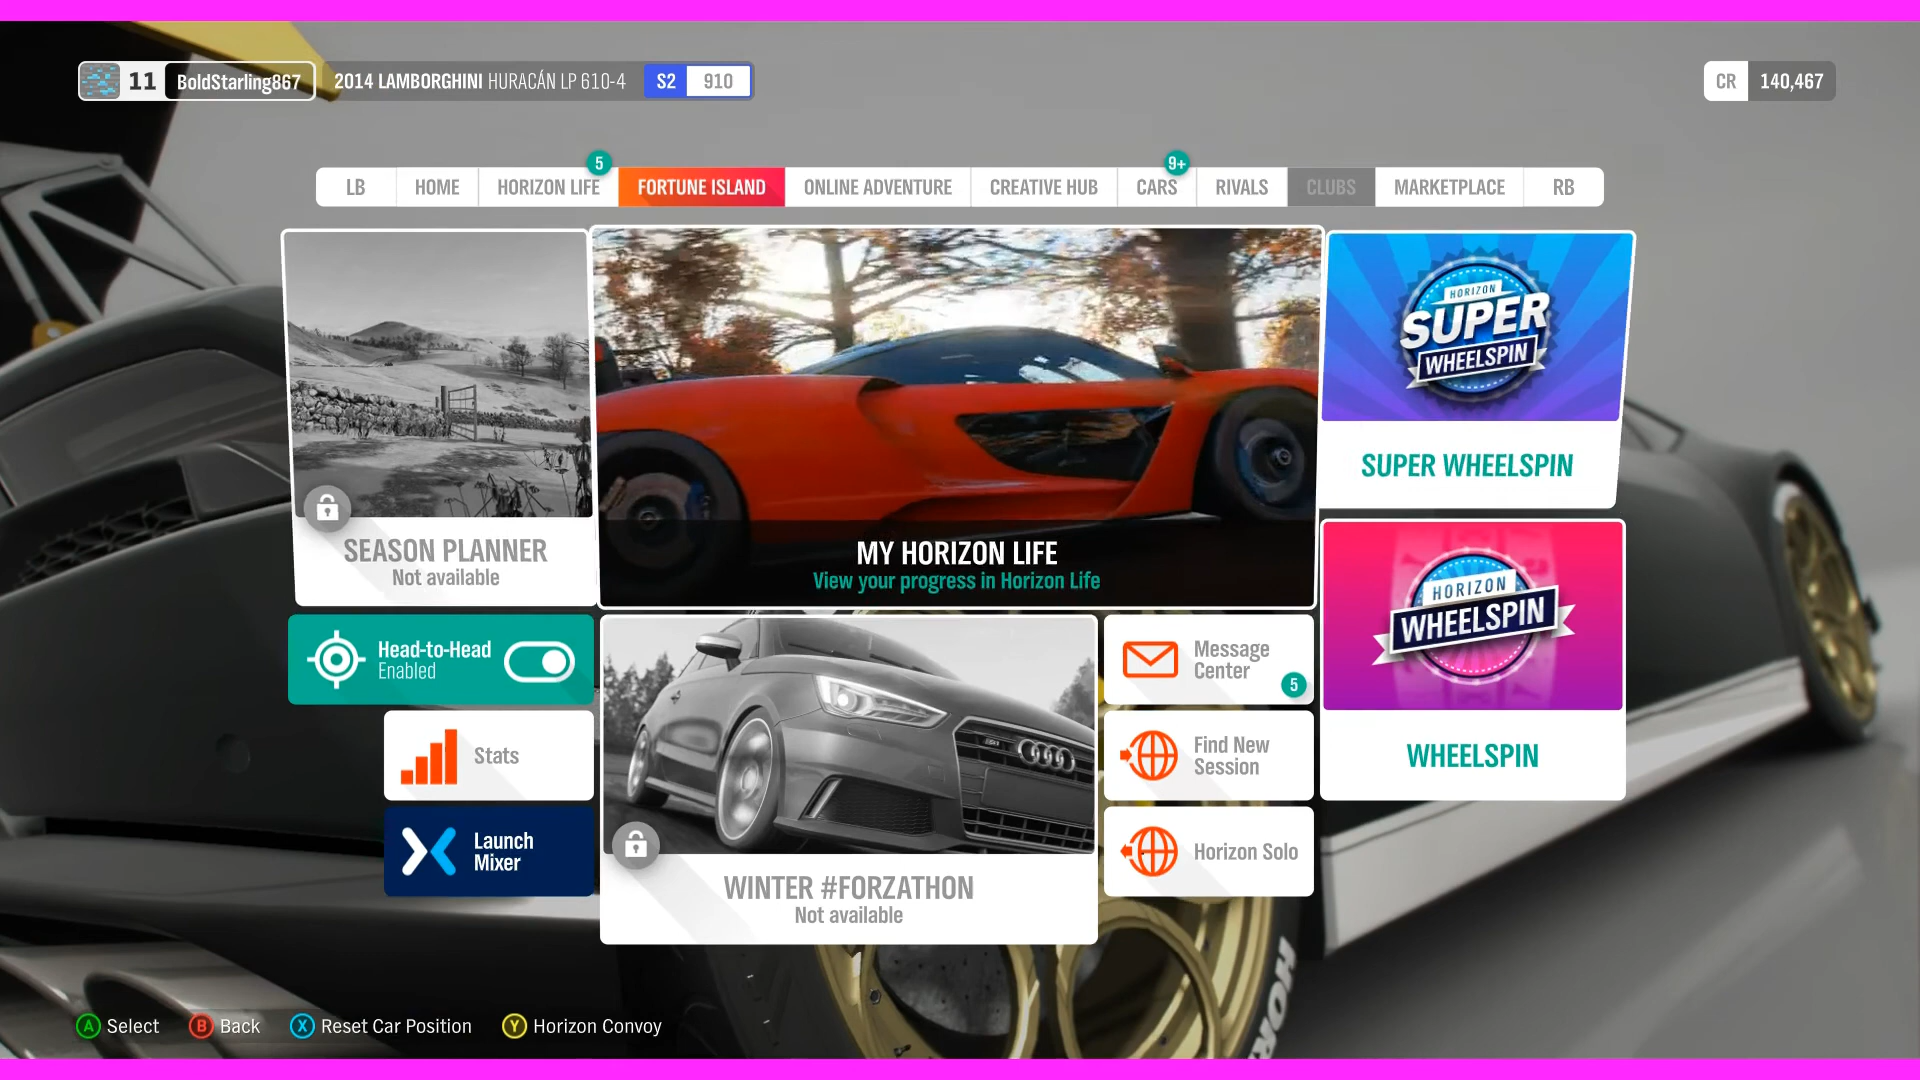 11 BoldStarling867 2014 LAMBORGHINI HURACÁN LP 610-4 S2 910
CR 140,467
5
9+
LB HOME HORIZON LIFE FORTUNE ISLAND ONLINE ADVENTURE CREATIVE HUB CARS RIVALS CLUBS MARKETPLACE RB
SEASON PLANNER
Not available
MY HORIZON LIFE
View your progress in Horizon Life
HORIZON
SUPER
WHEELSPIN
SUPER WHEELSPIN
HORIZON
WHEELSPIN
WHEELSPIN
Head-to-Head
Enabled
Stats
Launch
Mixer
WINTER #FORZATHON
Not available
Message
Center
5
Find New
Session
Horizon Solo
A Select B Back X Reset Car Position Y Horizon Convoy